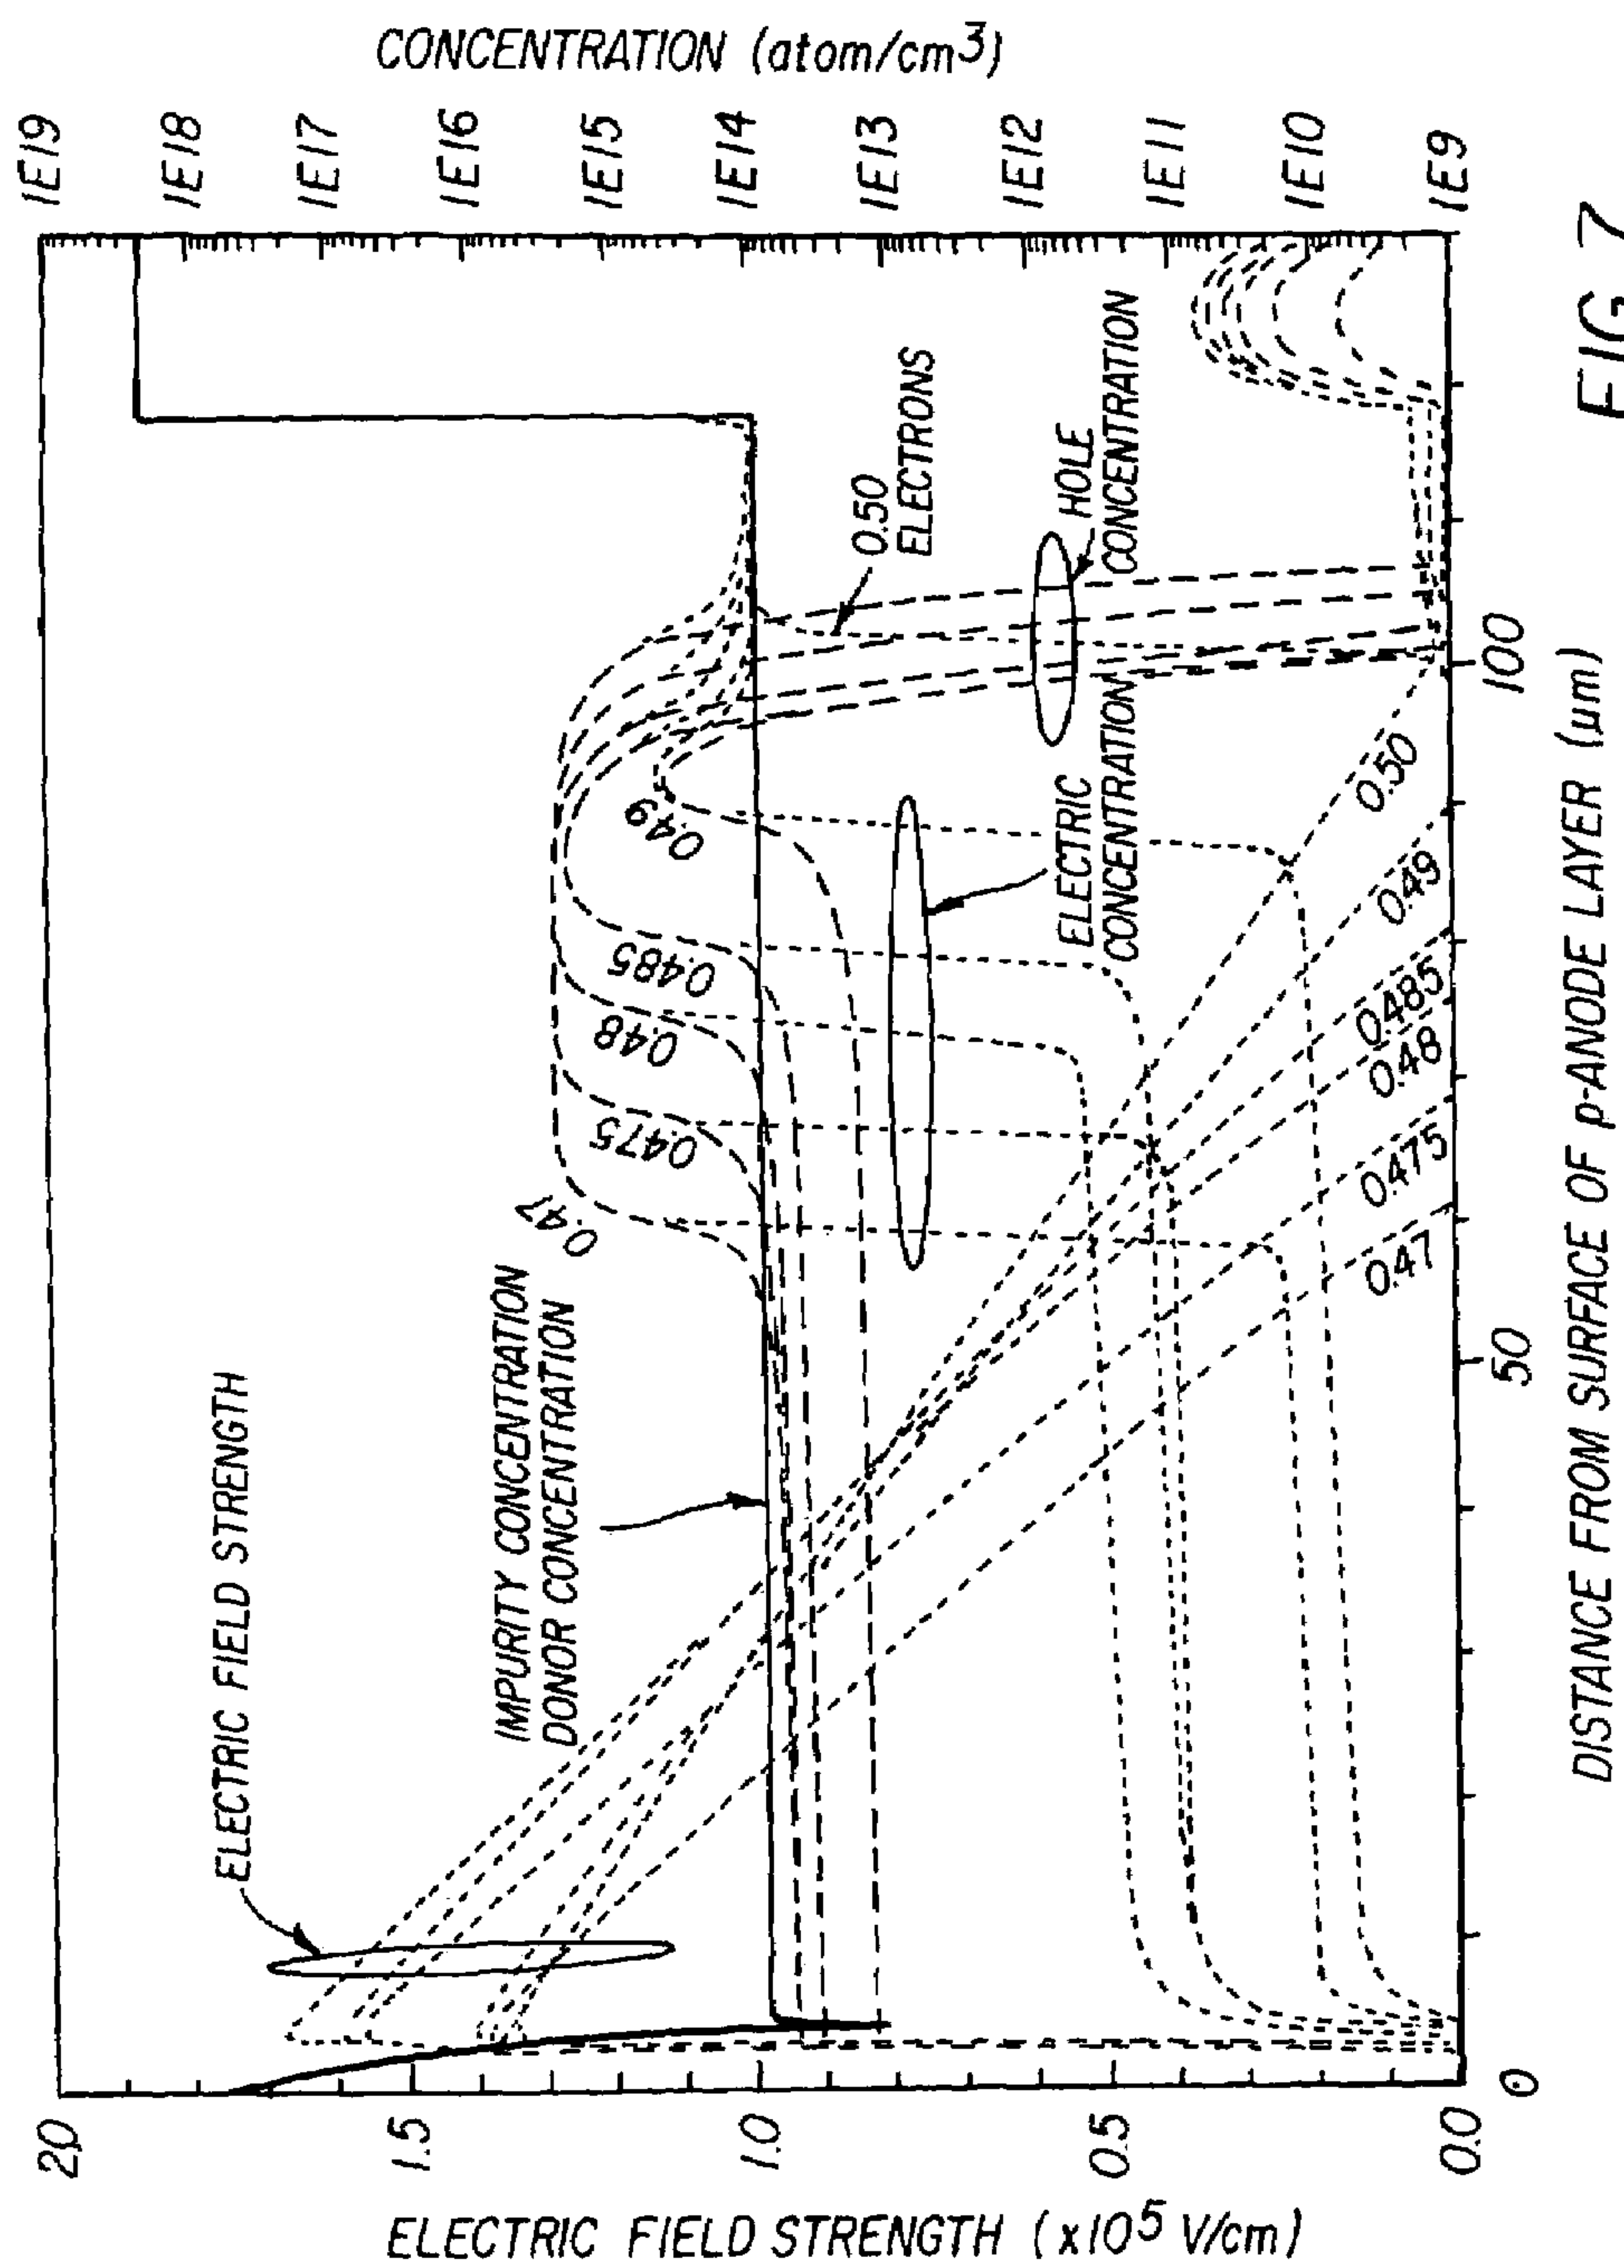 ELECTRIC FIELD STRENGTH (x10⁵ V/cm)
2.0
1.5
1.0
0.5
0.0
CONCENTRATION (atom/cm³)
1E19
1E18
1E17
1E16
1E15
1E14
1E13
1E12
1E11
1E10
1E9
ELECTRIC FIELD STRENGTH
IMPURITY CONCENTRATION
DONOR CONCENTRATION
0.47
0.475
0.48
0.485
0.49
0.50
ELECTRONS
HOLE
CONCENTRATION
ELECTRIC
CONCENTRATION
0.47
0.475
0.48
0.485
0.49
0.50
0
50
100
DISTANCE FROM SURFACE OF p-ANODE LAYER (µm)
FIG. 7